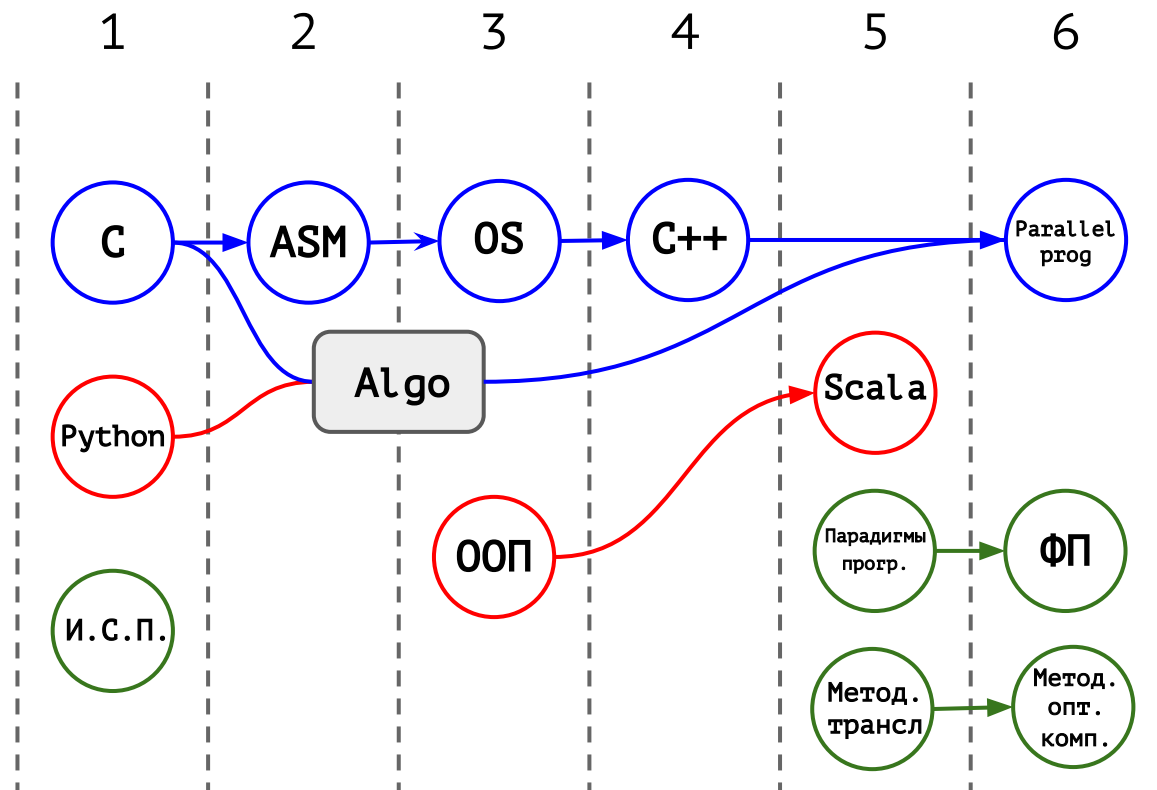 1 2 3 4 5 6
C
ASM
OS
C++
Parallel
prog
Algo
Scala
Python
ООП
Парадигмы
прогр.
ФП
И.С.П.
Метод.
трансл
Метод.
опт.
комп.